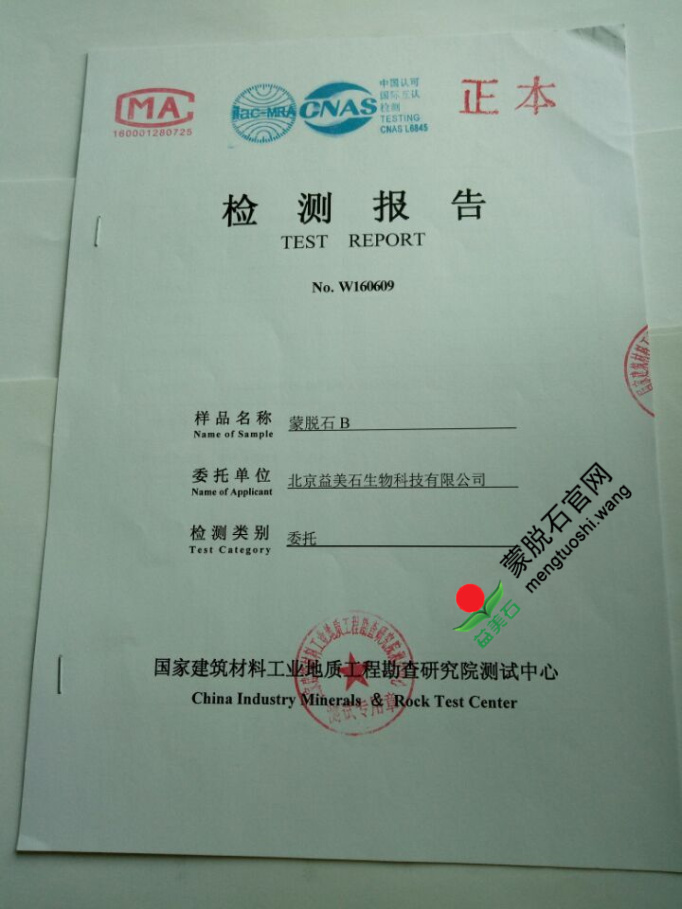 CMA
160001280725
ilac-MRA
CNAS
中国认可
国际互认
检测
TESTING
CNAS L6845
正本
检测报告
TEST REPORT
No. W160609
样品名称 蒙脱石 B
Name of Sample
委托单位 北京益美石生物科技有限公司
Name of Applicant
检测类别 委托
Test Category
蒙脱石官网
mengtuoshi.wang
益美石
国家建筑材料工业地质工程勘查研究院测试中心
China Industry Minerals & Rock Test Center
测试专用章